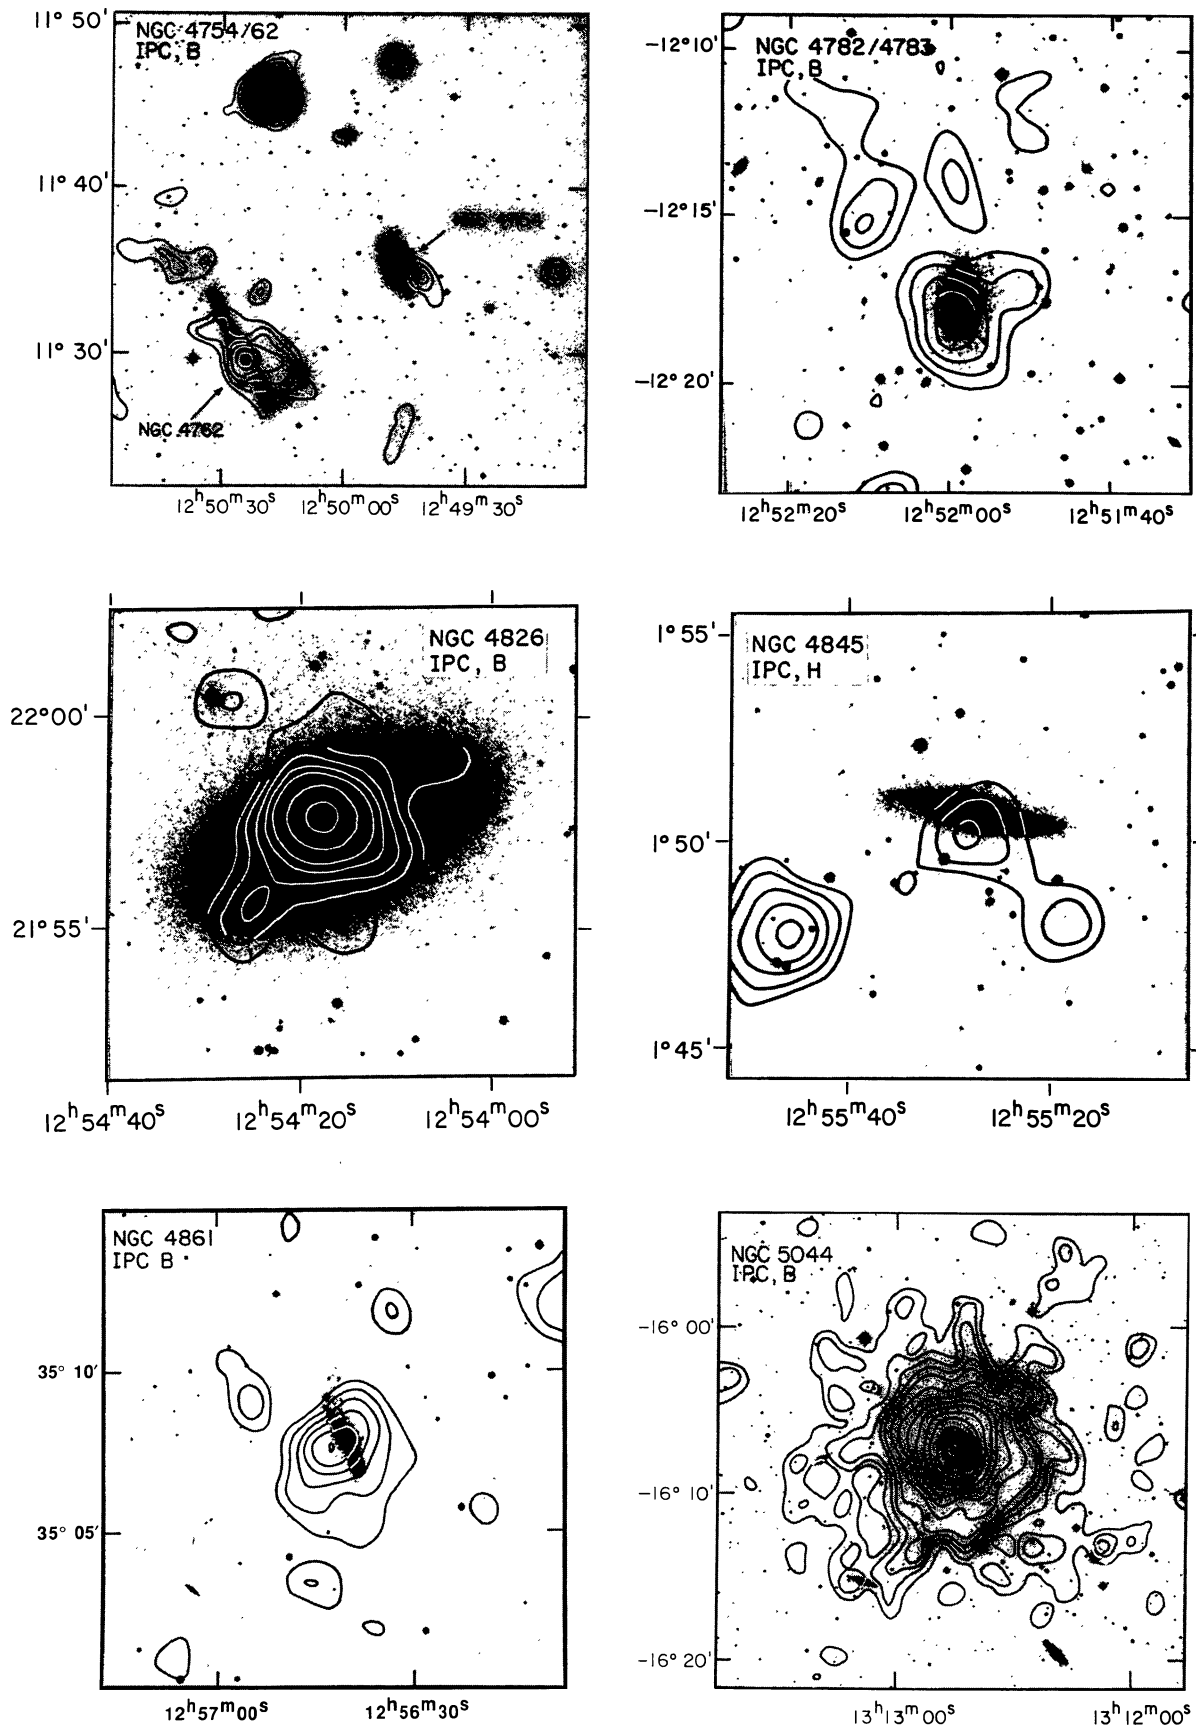 NGC 4754/62
IPC, B
11° 50'
11° 40'
11° 30'
NGC 4762
12ʰ50ᵐ30ˢ 12ʰ50ᵐ00ˢ 12ʰ49ᵐ30ˢ
NGC 4782/4783
IPC, B
-12°10'
-12°15'
-12°20'
12ʰ52ᵐ20ˢ 12ʰ52ᵐ00ˢ 12ʰ51ᵐ40ˢ
NGC 4826
IPC, B
22°00'
21°55'
12ʰ54ᵐ40ˢ 12ʰ54ᵐ20ˢ 12ʰ54ᵐ00ˢ
NGC 4845
IPC, H
1° 55'
1° 50'
1° 45'
12ʰ55ᵐ40ˢ 12ʰ55ᵐ20ˢ
NGC 4861
IPC B
35° 10'
35° 05'
12ʰ57ᵐ00ˢ 12ʰ56ᵐ30ˢ
NGC 5044
IPC, B
-16° 00'
-16° 10'
-16° 20'
13ʰ13ᵐ00ˢ 13ʰ12ᵐ00ˢ